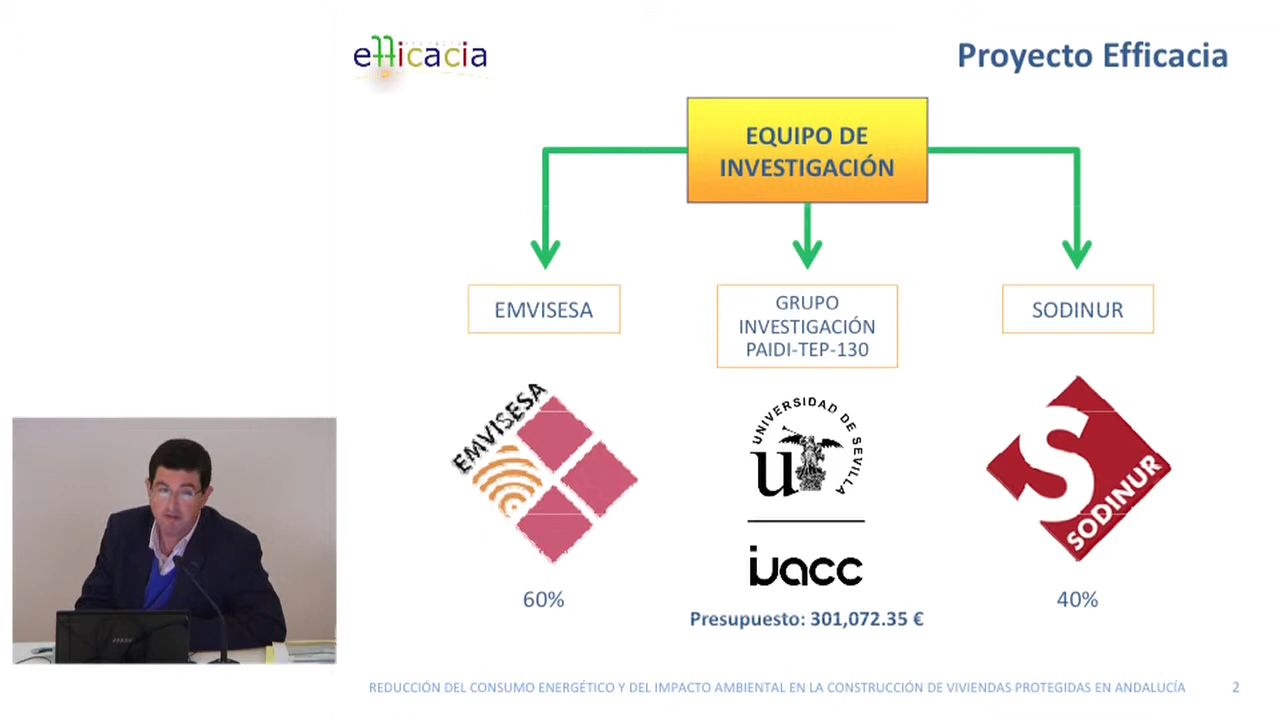 efficacia
Proyecto Efficacia
EQUIPO DE
INVESTIGACIÓN
EMVISESA
GRUPO
INVESTIGACIÓN
PAIDI-TEP-130
SODINUR
EMVISESA
UNIVERSIDAD DE SEVILLA
u
iuacc
S
SODINUR
60%
Presupuesto: 301,072.35 €
40%
REDUCCIÓN DEL CONSUMO ENERGÉTICO Y DEL IMPACTO AMBIENTAL EN LA CONSTRUCCIÓN DE VIVIENDAS PROTEGIDAS EN ANDALUCÍA
2